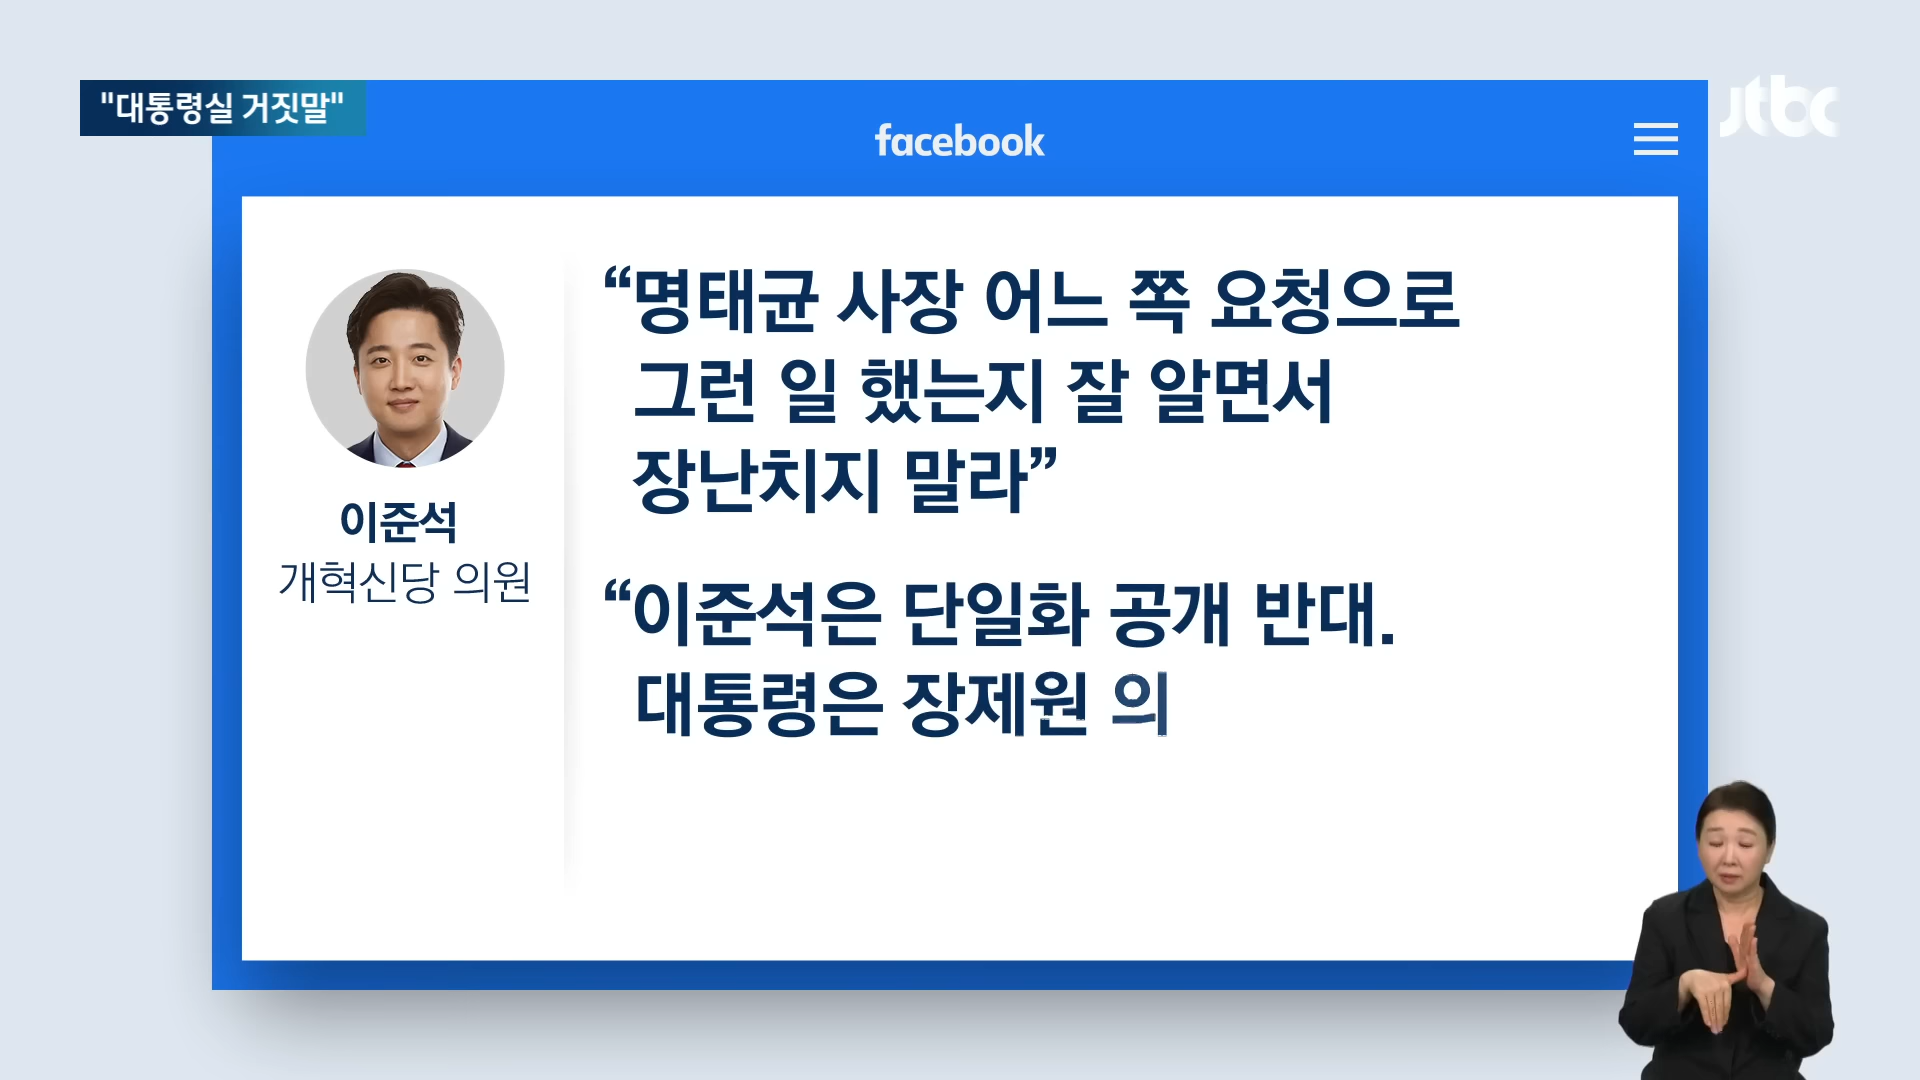 "대통령실 거짓말"
jtbc
facebook
“명태균 사장 어느 쪽 요청으로
그런 일 했는지 잘 알면서
장난치지 말라”
이준석
개혁신당 의원
“이준석은 단일화 공개 반대.
대통령은 장제원 의